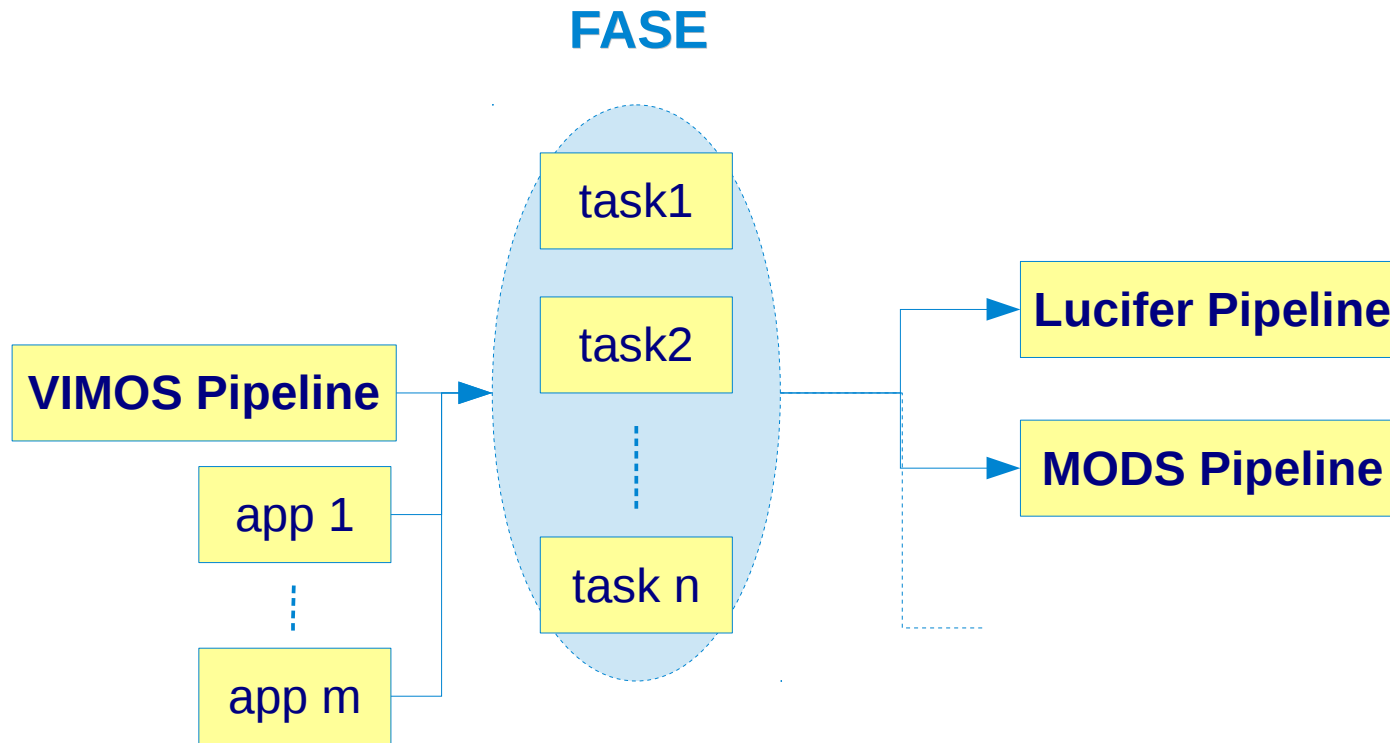 FASE
task1
task2
task n
VIMOS Pipeline
app 1
app m
Lucifer Pipeline
MODS Pipeline